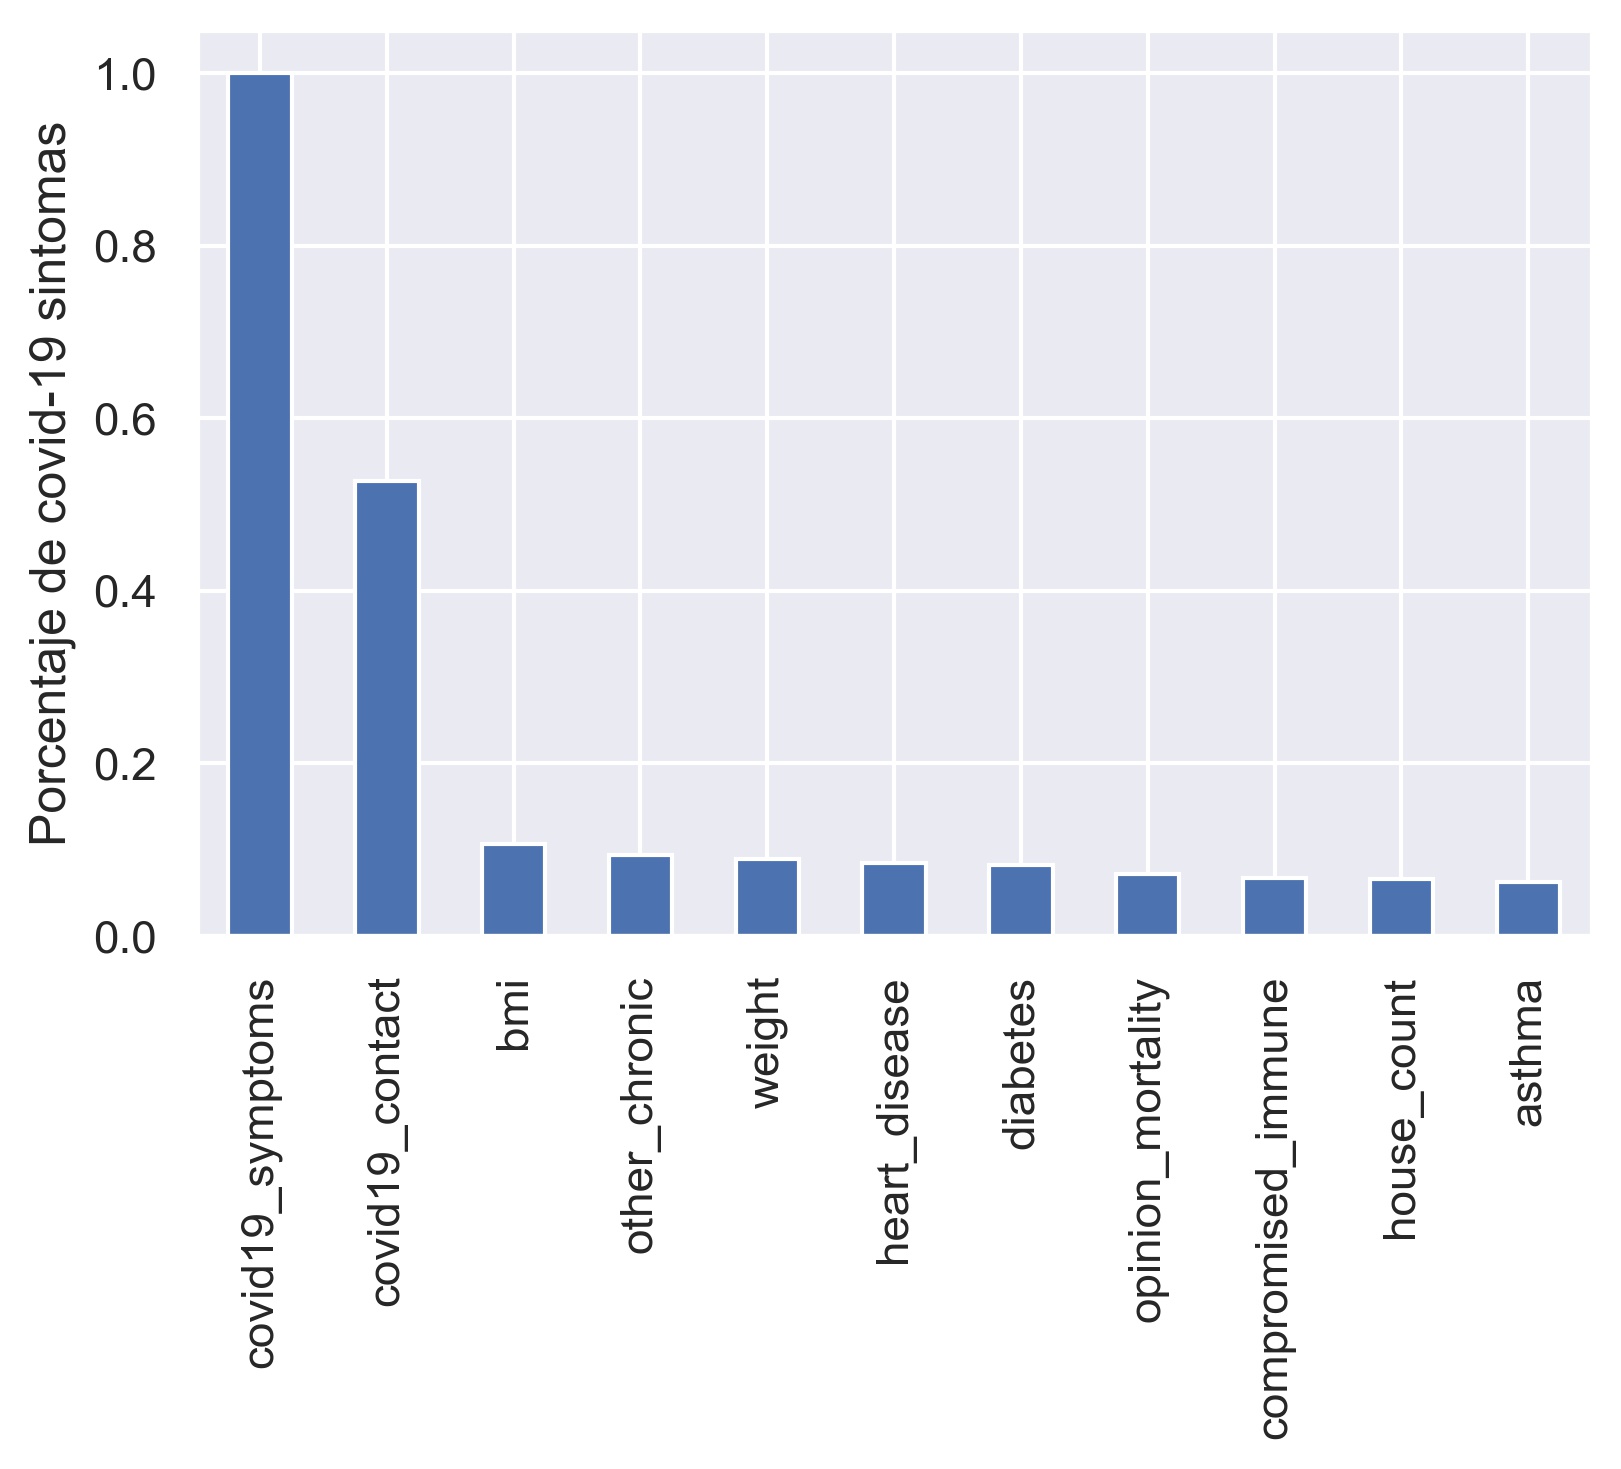 Porcentaje de covid-19 sintomas
1.0
0.8
0.6
0.4
0.2
0.0
covid19_symptoms
covid19_contact
bmi
other_chronic
weight
heart_disease
diabetes
opinion_mortality
compromised_immune
house_count
asthma